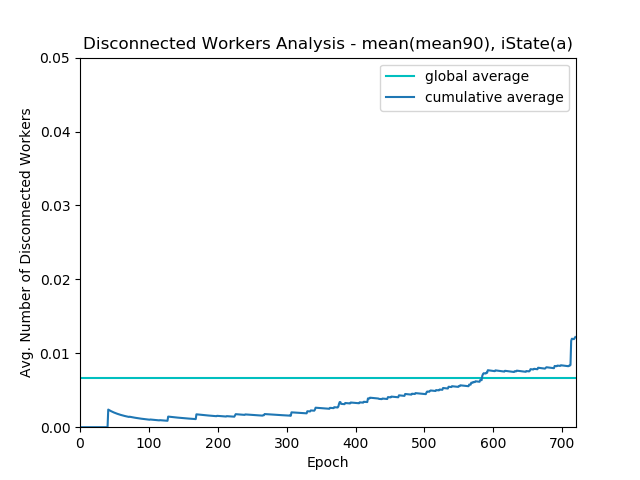 Disconnected Workers Analysis - mean(mean90), iState(a)
global average
cumulative average
Avg. Number of Disconnected Workers
0.05
0.04
0.03
0.02
0.01
0.00
0 100 200 300 400 500 600 700
Epoch